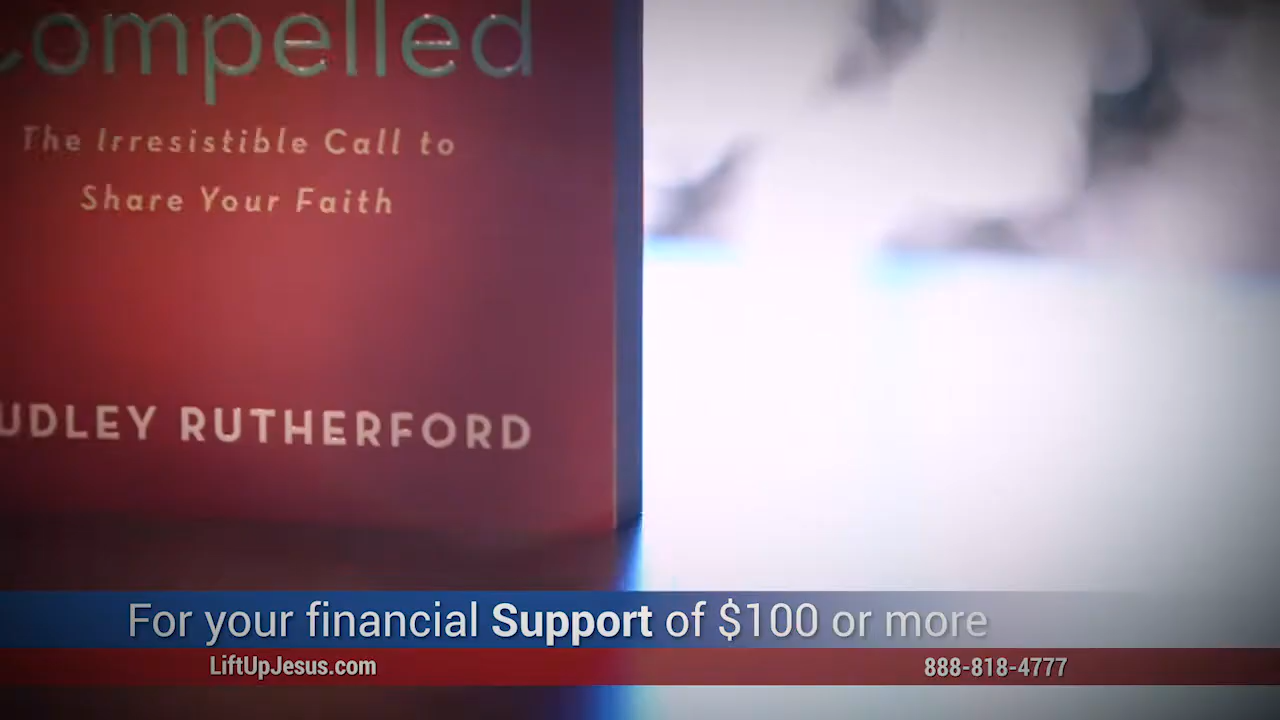 Compelled
The Irresistible Call to
Share Your Faith
UDLEY RUTHERFORD
For your financial Support of $100 or more
LiftUpJesus.com
888-818-4777